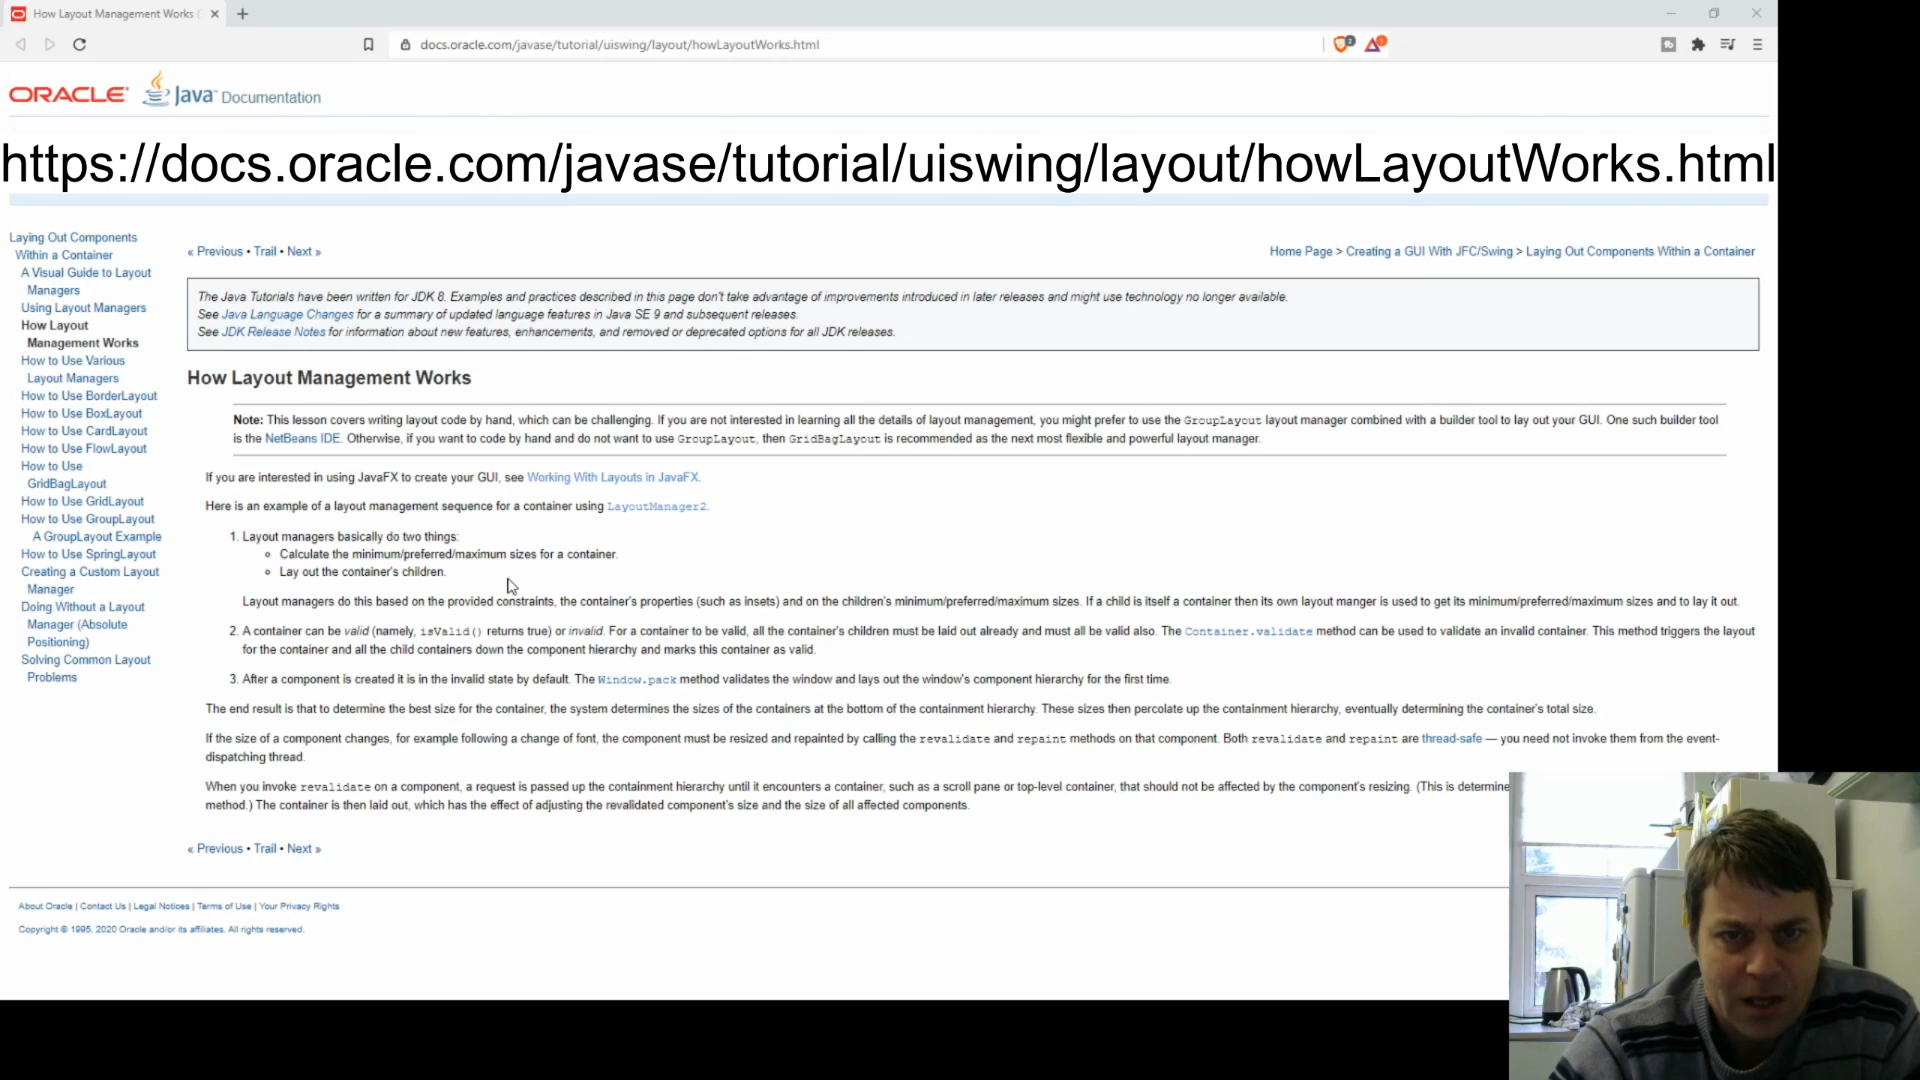 How Layout Management Works (
docs.oracle.com/javase/tutorial/uiswing/layout/howLayoutWorks.html
ORACLE Java Documentation
https://docs.oracle.com/javase/tutorial/uiswing/layout/howLayoutWorks.html
Laying Out Components
Within a Container
A Visual Guide to Layout
Managers
Using Layout Managers
How Layout
Management Works
How to Use Various
Layout Managers
How to Use BorderLayout
How to Use BoxLayout
How to Use CardLayout
How to Use FlowLayout
How to Use
GridBagLayout
How to Use GridLayout
How to Use GroupLayout
A GroupLayout Example
How to Use SpringLayout
Creating a Custom Layout
Manager
Doing Without a Layout
Manager (Absolute
Positioning)
Solving Common Layout
Problems
« Previous • Trail • Next »
Home Page > Creating a GUI With JFC/Swing > Laying Out Components Within a Container
The Java Tutorials have been written for JDK 8. Examples and practices described in this page don't take advantage of improvements introduced in later releases and might use technology no longer available.
See Java Language Changes for a summary of updated language features in Java SE 9 and subsequent releases.
See JDK Release Notes for information about new features, enhancements, and removed or deprecated options for all JDK releases.
How Layout Management Works
Note: This lesson covers writing layout code by hand, which can be challenging. If you are not interested in learning all the details of layout management, you might prefer to use the GroupLayout layout manager combined with a builder tool to lay out your GUI. One such builder tool
is the NetBeans IDE. Otherwise, if you want to code by hand and do not want to use GroupLayout, then GridBagLayout is recommended as the next most flexible and powerful layout manager.
If you are interested in using JavaFX to create your GUI, see Working With Layouts in JavaFX.
Here is an example of a layout management sequence for a container using LayoutManager2.
1. Layout managers basically do two things:
Calculate the minimum/preferred/maximum sizes for a container.
Lay out the container's children.
Layout managers do this based on the provided constraints, the container's properties (such as insets) and on the children's minimum/preferred/maximum sizes. If a child is itself a container then its own layout manger is used to get its minimum/preferred/maximum sizes and to lay it out.
2. A container can be valid (namely, isValid() returns true) or invalid. For a container to be valid, all the container's children must be laid out already and must all be valid also. The Container.validate method can be used to validate an invalid container. This method triggers the layout
for the container and all the child containers down the component hierarchy and marks this container as valid.
3. After a component is created it is in the invalid state by default. The Window.pack method validates the window and lays out the window's component hierarchy for the first time.
The end result is that to determine the best size for the container, the system determines the sizes of the containers at the bottom of the containment hierarchy. These sizes then percolate up the containment hierarchy, eventually determining the container's total size.
If the size of a component changes, for example following a change of font, the component must be resized and repainted by calling the revalidate and repaint methods on that component. Both revalidate and repaint are thread-safe — you need not invoke them from the event-
dispatching thread.
When you invoke revalidate on a component, a request is passed up the containment hierarchy until it encounters a container, such as a scroll pane or top-level container, that should not be affected by the component's resizing. (This is determine
method.) The container is then laid out, which has the effect of adjusting the revalidated component's size and the size of all affected components.
« Previous • Trail • Next »
About Oracle | Contact Us | Legal Notices | Terms of Use | Your Privacy Rights
Copyright © 1995, 2020 Oracle and/or its affiliates. All rights reserved.